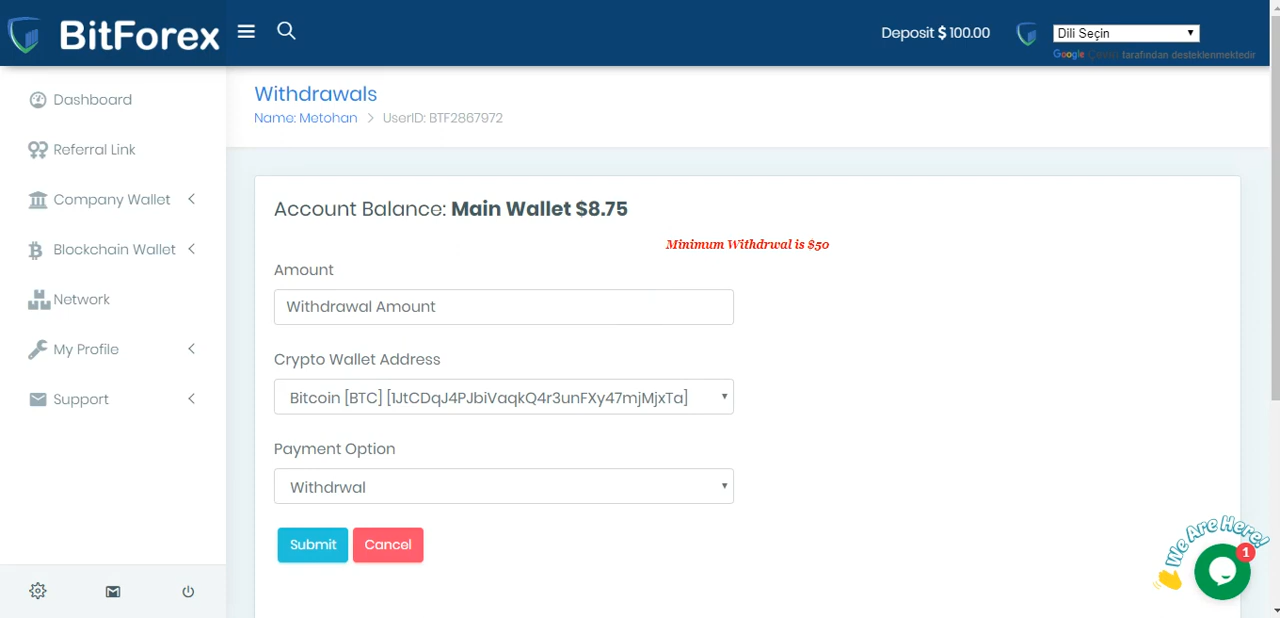 BitForex
Deposit $ 100.00
Dili Seçin
Google Çeviri tarafından desteklenmektedir
Dashboard
Referral Link
Company Wallet
Blockchain Wallet
Network
My Profile
Support
Withdrawals
Name: Metohan > UserID: BTF2867972
Account Balance: Main Wallet $8.75
Minimum Withdrwal is $50
Amount
Withdrawal Amount
Crypto Wallet Address
Bitcoin [BTC] [1JtCDqJ4PJbiVaqkQ4r3unFXy47mjMjxTa]
Payment Option
Withdrwal
Submit Cancel
We Are Here!
1